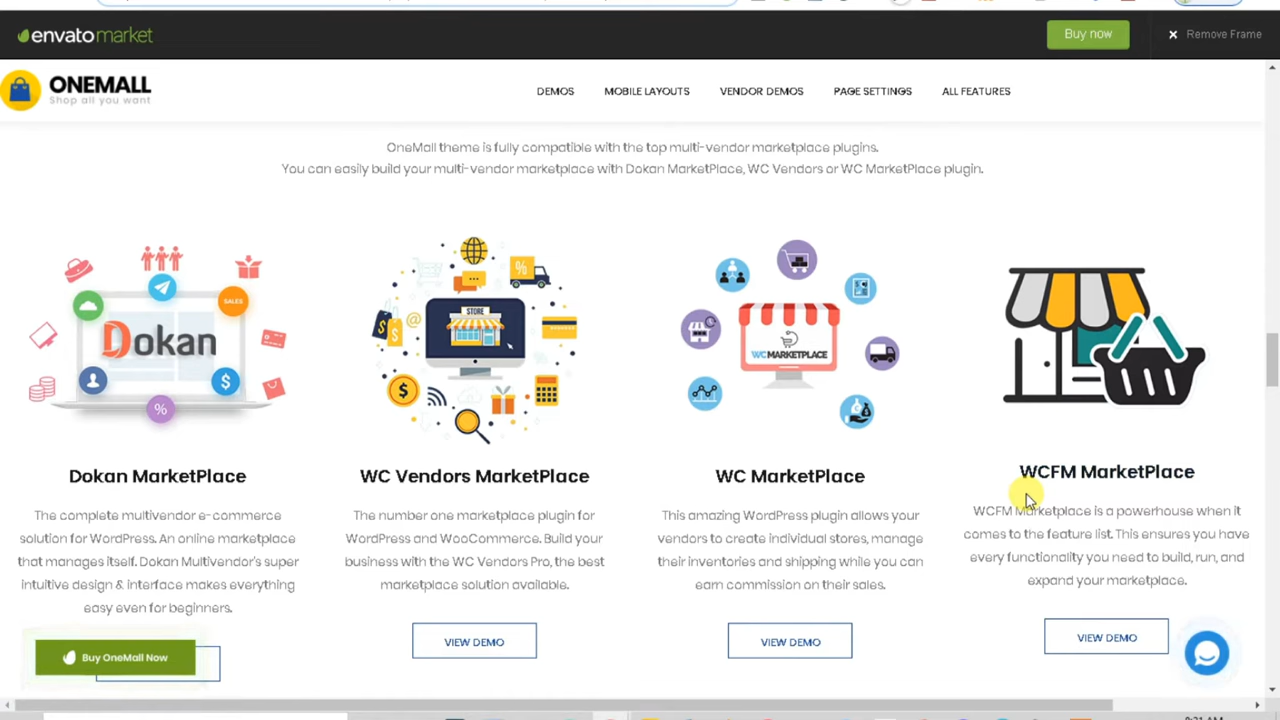 envatomarket
Buy now
Remove Frame
ONEMALL
Shop all you want
DEMOS
MOBILE LAYOUTS
VENDOR DEMOS
PAGE SETTINGS
ALL FEATURES
OneMall theme is fully compatible with the top multi-vendor marketplace plugins.
You can easily build your multi-vendor marketplace with Dokan MarketPlace, WC Vendors or WC MarketPlace plugin.
SALES
Dokan
$
%
STORE
%
$
@
$
WCMARKETPLACE
Dokan MarketPlace
The complete multivendor e-commerce
solution for WordPress. An online marketplace
that manages itself. Dokan Multivendor's super
intuitive design & interface makes everything
easy even for beginners.
Buy OneMall Now
WC Vendors MarketPlace
The number one marketplace plugin for
WordPress and WooCommerce. Build your
business with the WC Vendors Pro, the best
marketplace solution available.
VIEW DEMO
WC MarketPlace
This amazing WordPress plugin allows your
vendors to create individual stores, manage
their inventories and shipping while you can
earn commission on their sales.
VIEW DEMO
WCFM MarketPlace
WCFM Marketplace is a powerhouse when it
comes to the feature list. This ensures you have
every functionality you need to build, run, and
expand your marketplace.
VIEW DEMO